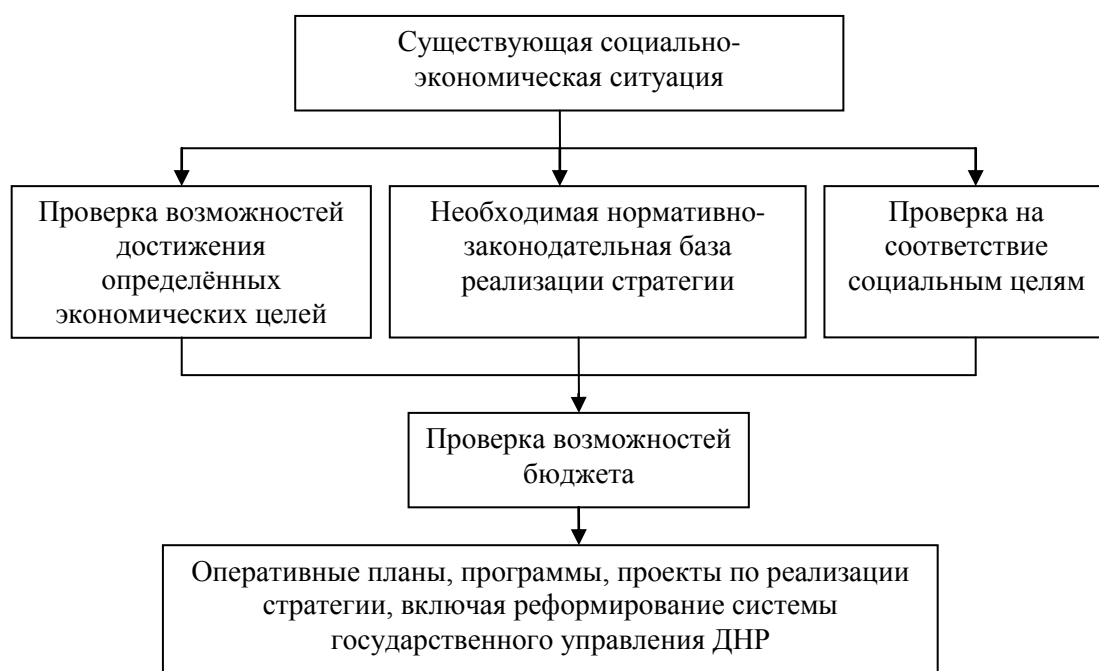 Существующая социально-
экономическая ситуация
Проверка возможностей
достижения
определённых
экономических целей
Необходимая нормативно-
законодательная база
реализации стратегии
Проверка на
соответствие
социальным целям
Проверка возможностей
бюджета
Оперативные планы, программы, проекты по реализации
стратегии, включая реформирование системы
государственного управления ДНР